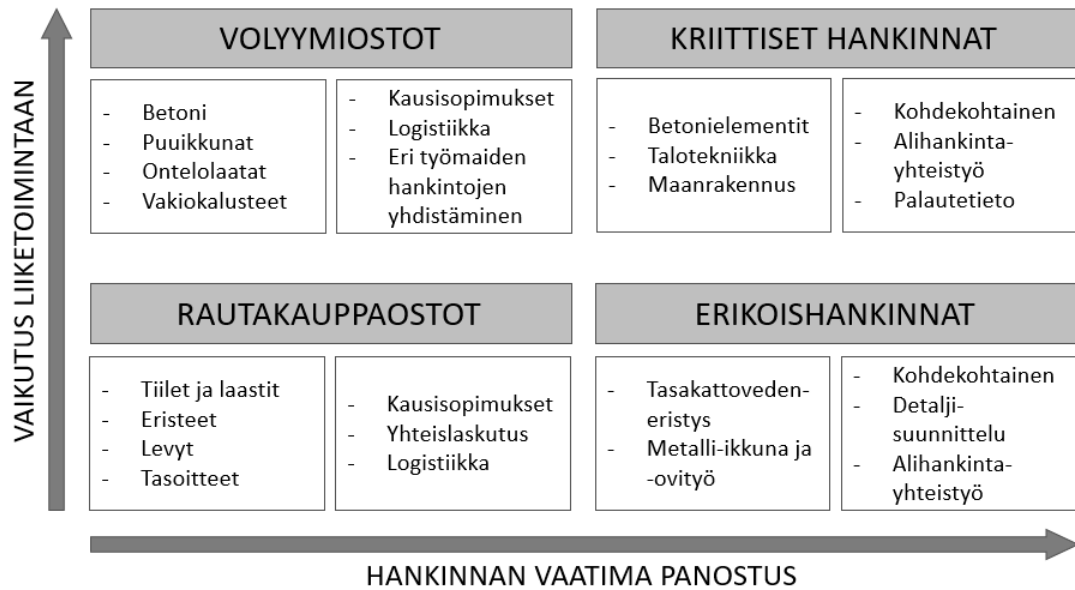 VAIKUTUS LIIKETOIMINTAAN
VOLYYMIOSTOT
- Betoni
- Puuikkunat
- Ontelolaatat
- Vakiokalusteet
- Kausisopimukset
- Logistiikka
- Eri työmaiden
hankintojen
yhdistäminen
KRIITTISET HANKINNAT
- Betonielementit
- Talotekniikka
- Maanrakennus
- Kohdekohtainen
- Alihankinta-
yhteistyö
- Palautetieto
RAUTAKAUPPAOSTOT
- Tiilet ja laastit
- Eristeet
- Levyt
- Tasoitteet
- Kausisopimukset
- Yhteislaskutus
- Logistiikka
ERIKOISHANKINNAT
- Tasakattoveden-
eristys
- Metalli-ikkuna ja
-ovityö
- Kohdekohtainen
- Detalji-
suunnittelu
- Alihankinta-
yhteistyö
HANKINNAN VAATIMA PANOSTUS